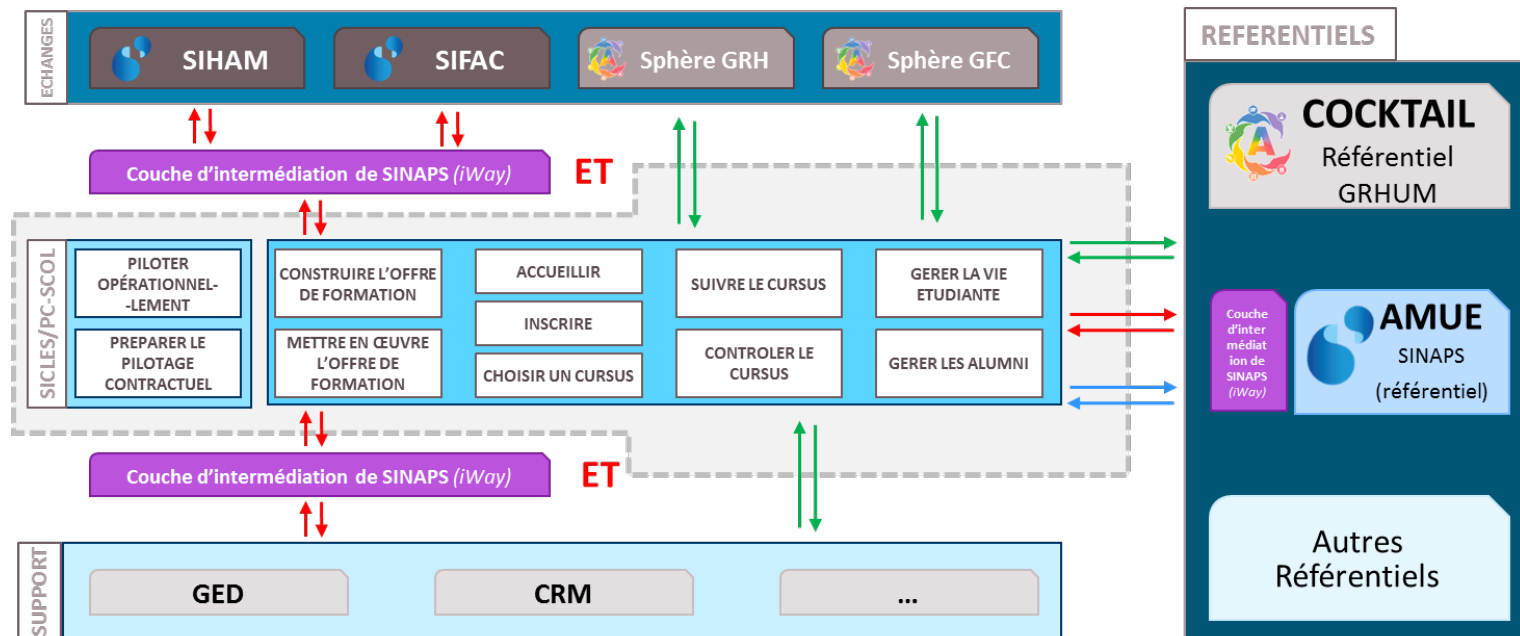 ECHANGES
SIHAM
SIFAC
Sphère GRH
Sphère GFC
Couche d’intermédiation de SINAPS (iWay)
ET
SICLES/PC-SCOL
PILOTER
OPÉRATIONNEL-
-LEMENT
PREPARER LE
PILOTAGE
CONTRACTUEL
CONSTRUIRE L’OFFRE
DE FORMATION
METTRE EN ŒUVRE
L’OFFRE DE
FORMATION
ACCUEILLIR
INSCRIRE
CHOISIR UN CURSUS
SUIVRE LE CURSUS
CONTROLER LE
CURSUS
GERER LA VIE
ETUDIANTE
GERER LES ALUMNI
Couche d’intermédiation de SINAPS (iWay)
ET
SUPPORT
GED
CRM
...
REFERENTIELS
A
COCKTAIL
Référentiel
GRHUM
Couche
d’inter
médiat
ion de
SINAPS
(iWay)
AMUE
SINAPS
(référentiel)
Autres
Référentiels